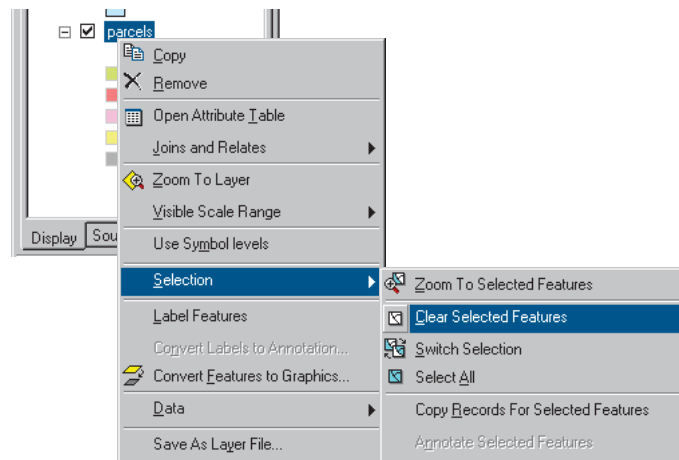 parcels
Copy
Remove
Open Attribute Table
Joins and Relates
Zoom To Layer
Visible Scale Range
Use Symbol levels
Selection
Label Features
Convert Labels to Annotation...
Convert Features to Graphics...
Data
Save As Layer File...
Display
Sou
Zoom To Selected Features
Clear Selected Features
Switch Selection
Select All
Copy Records For Selected Features
Annotate Selected Features